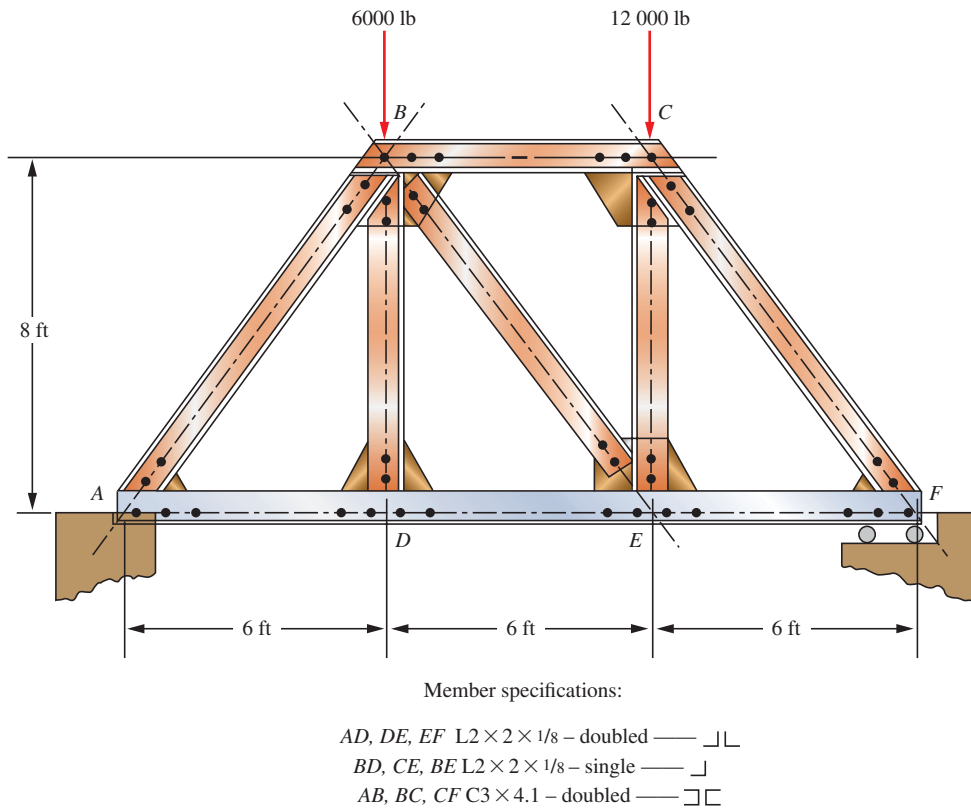 6000 lb
12 000 lb
B
C
8 ft
A
F
D
E
6 ft
6 ft
6 ft
Member specifications:
AD, DE, EF L2 × 2 × 1/8 – doubled
BD, CE, BE L2 × 2 × 1/8 – single
AB, BC, CF C3 × 4.1 – doubled